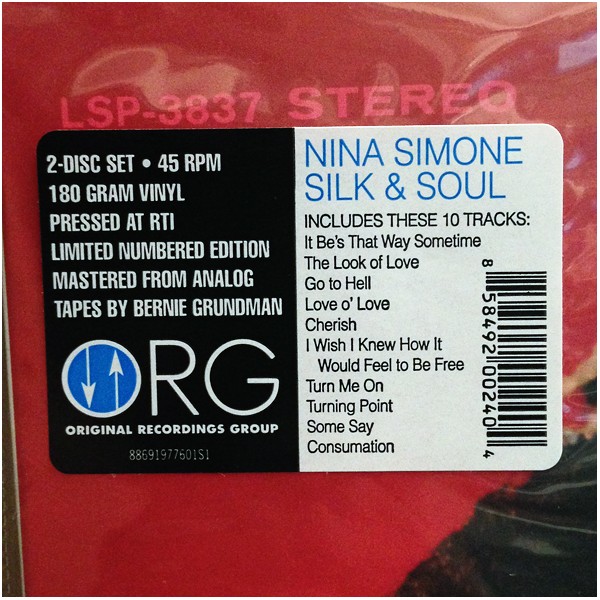 LSP-3837 STEREO
2-DISC SET • 45 RPM
180 GRAM VINYL
PRESSED AT RTI
LIMITED NUMBERED EDITION
MASTERED FROM ANALOG
TAPES BY BERNIE GRUNDMAN
ORG
ORIGINAL RECORDINGS GROUP
88691977601S1
NINA SIMONE
SILK & SOUL
INCLUDES THESE 10 TRACKS:
It Be's That Way Sometime
The Look of Love
Go to Hell
Love o' Love
Cherish
I Wish I Knew How It
Would Feel to Be Free
Turn Me On
Turning Point
Some Say
Consumation
8 58492 00240 4